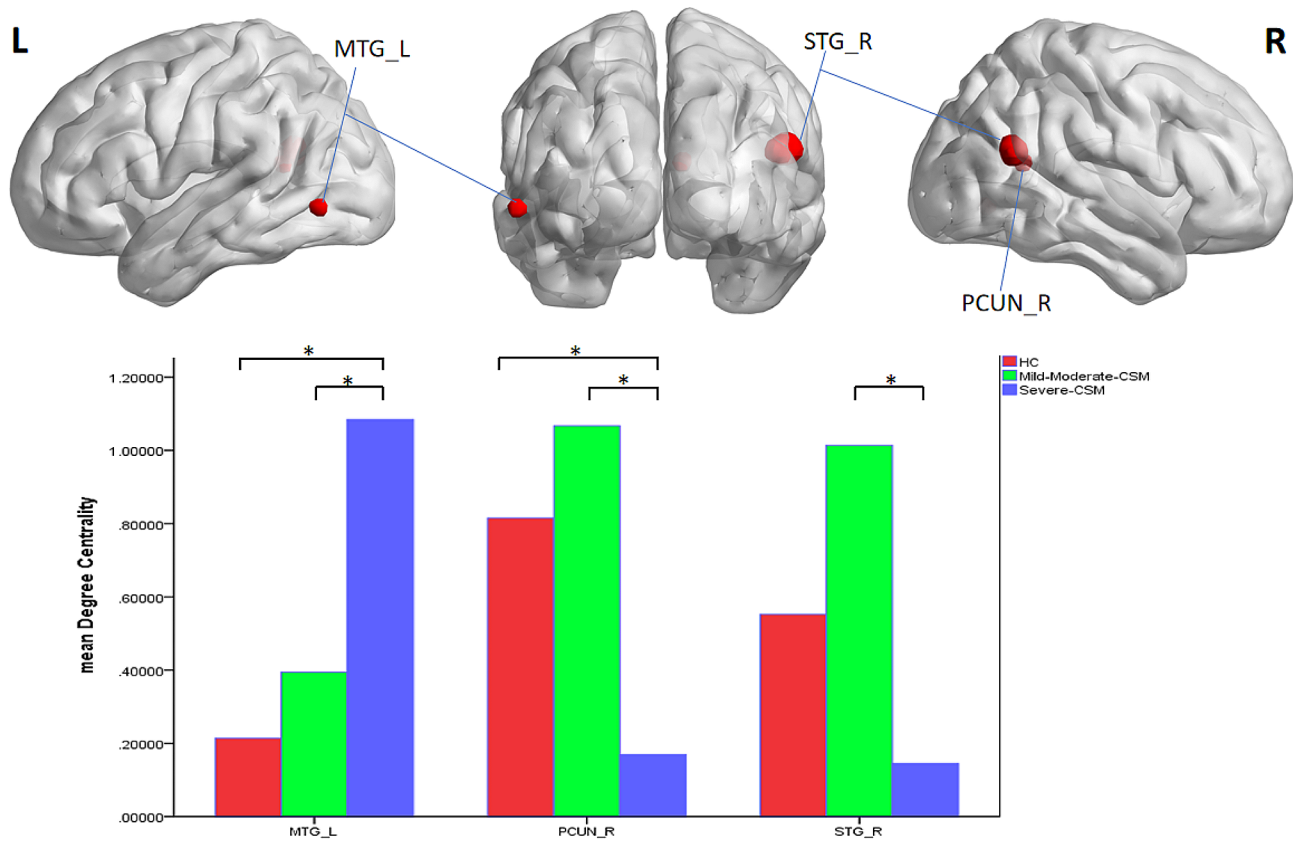 L
MTG_L
STG_R
R
PCUN_R
* * *
* * *
HC
Mild-Moderate-CSM
Severe-CSM
mean Degree Centrality
1.20000
1.00000
.80000
.60000
.40000
.20000
.00000
MTG_L PCUN_R STG_R